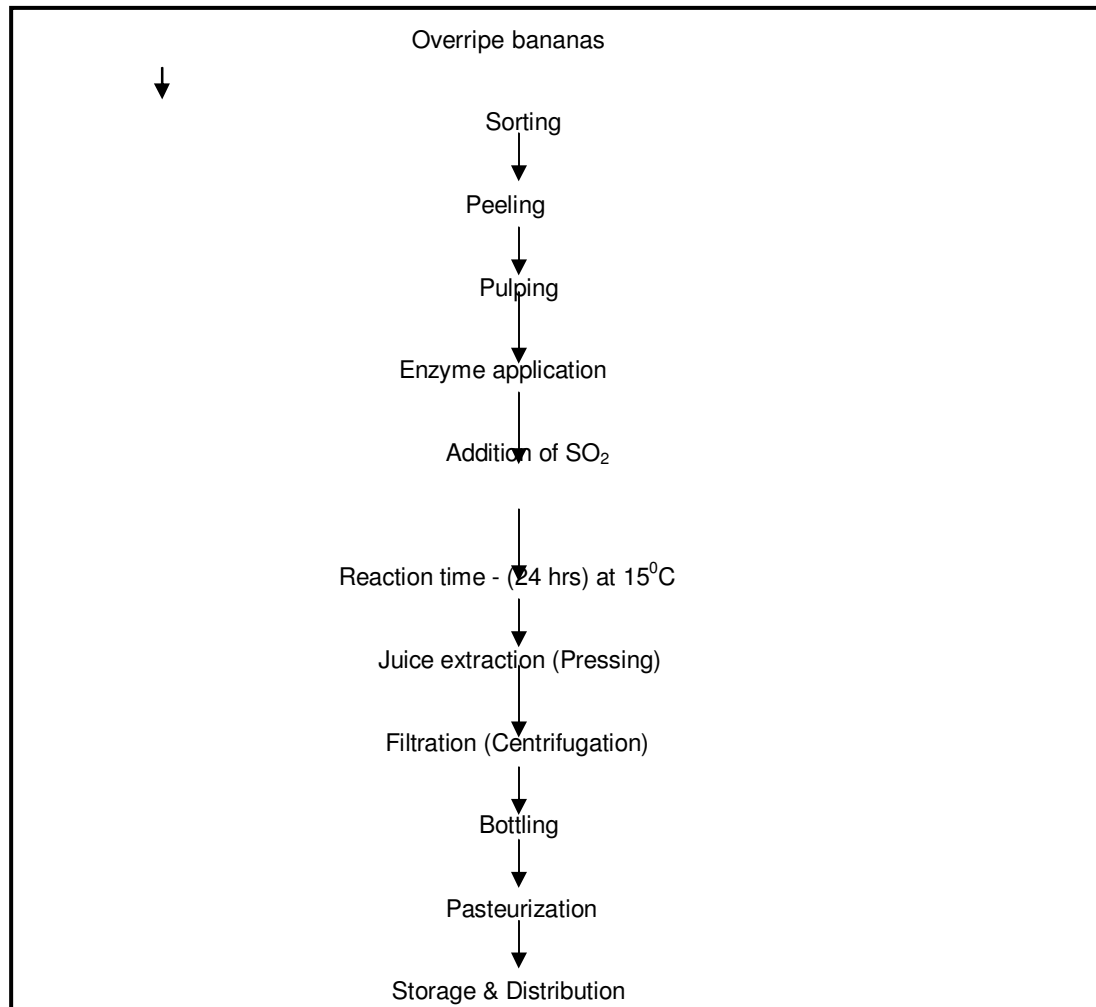 Overripe bananas
Sorting
Peeling
Pulping
Enzyme application
Addition of SO₂
Reaction time - (24 hrs) at 15⁰C
Juice extraction (Pressing)
Filtration (Centrifugation)
Bottling
Pasteurization
Storage & Distribution